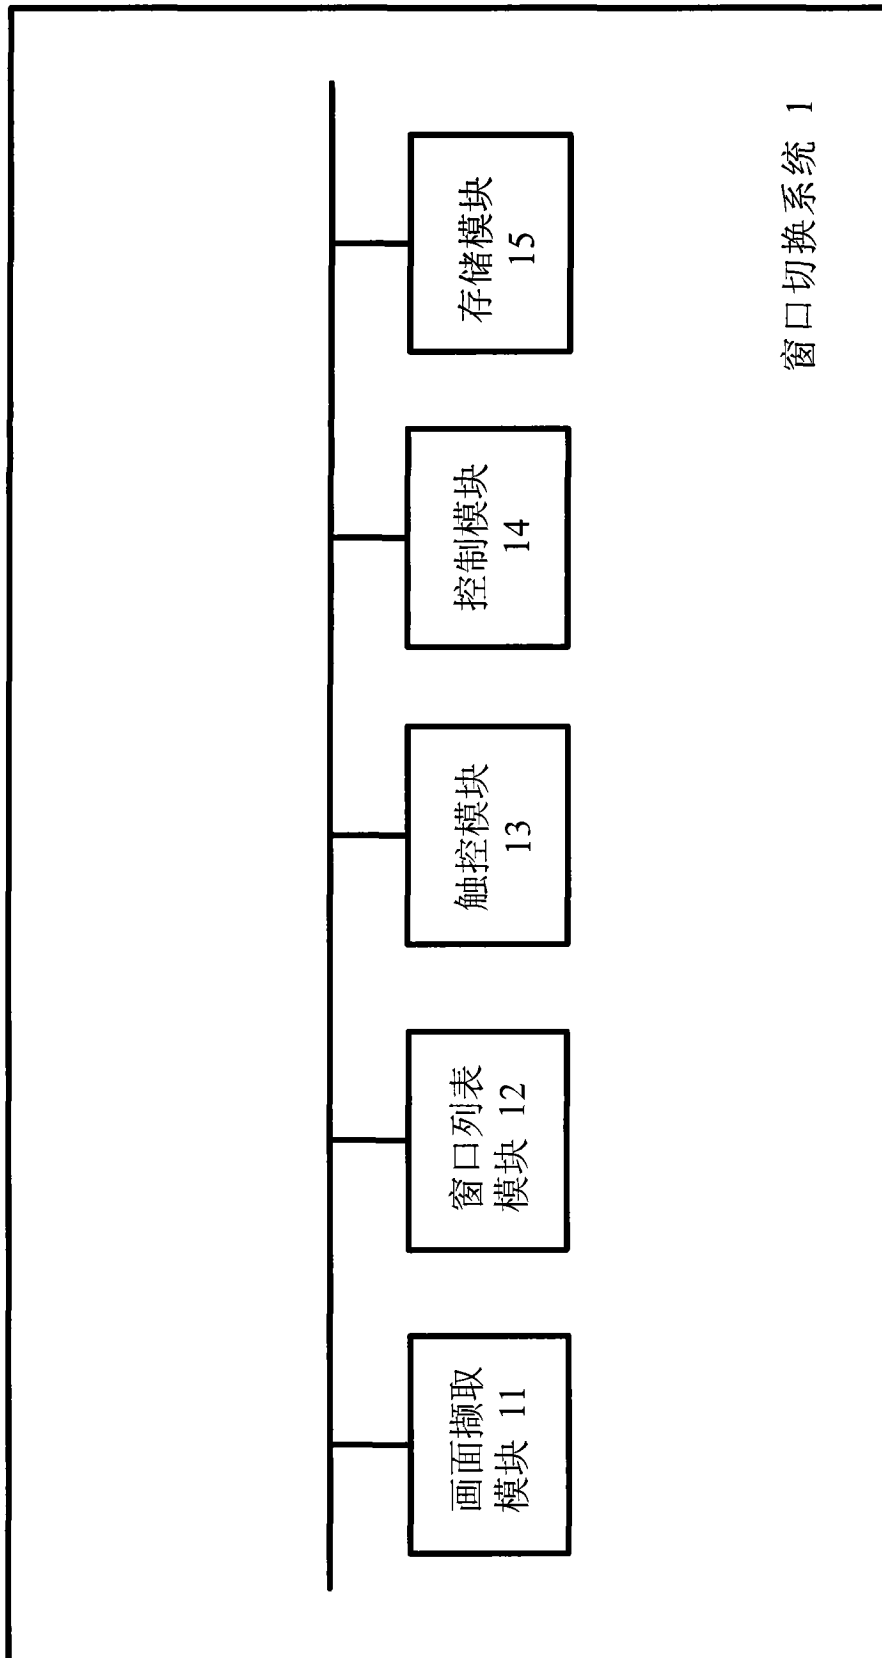 画面撷取
模块 11
窗口列表
模块 12
触控模块
13
控制模块
14
存储模块
15
窗口切换系统 1